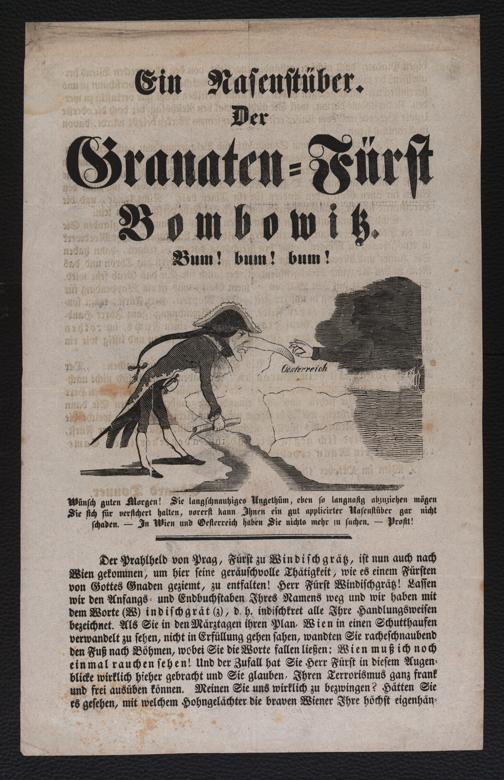 Ein Nasenstüber.
Der
Granaten=Fürst
Bombowitz.
Bum! bum! bum!
Oesterreich
Wünsch guten Morgen! Sie langschnautziges Ungethüm, eben so langnasig abzuziehen mögen
Sie sich für versichert halten, vorerst kann Ihnen ein gut applicirter Nasenstüber gar nicht
schaden. — In Wien und Oesterreich haben Sie nichts mehr zu suchen. — Prosit!
Der Prahlheld von Prag, Fürst zu Windischgrätz, ist nun auch nach
Wien gekommen, um hier seine geräuschvolle Thätigkeit, wie es einem Fürsten
von Gottes Gnaden geziemt, zu entfalten! Herr Fürst Windischgrätz! Lassen
wir den Anfangs- und Endbuchstaben Ihres Namens weg und wir haben mit
dem Worte (W) indischgrät (z), d. h. indischkret alle Ihre Handlungsweisen
bezeichnet. Als Sie in den Märztagen ihren Plan, Wien in einen Schutthaufen
verwandelt zu sehen, nicht in Erfüllung gehen sahen, wandten Sie racheschnaubend
den Fuß nach Böhmen, wobei Sie die Worte fallen ließen: Wien muß ich noch
einmal rauchen sehen! Und der Zufall hat Sie Herr Fürst in diesem Augen-
blicke wirklich hieher gebracht und Sie glauben, Ihren Terrorismus ganz frank
und frei ausüben können. Meinen Sie uns wirklich zu bezwingen? Hätten Sie
es gesehen, mit welchem Hohngelächter die braven Wiener Ihre höchst eigenhän-